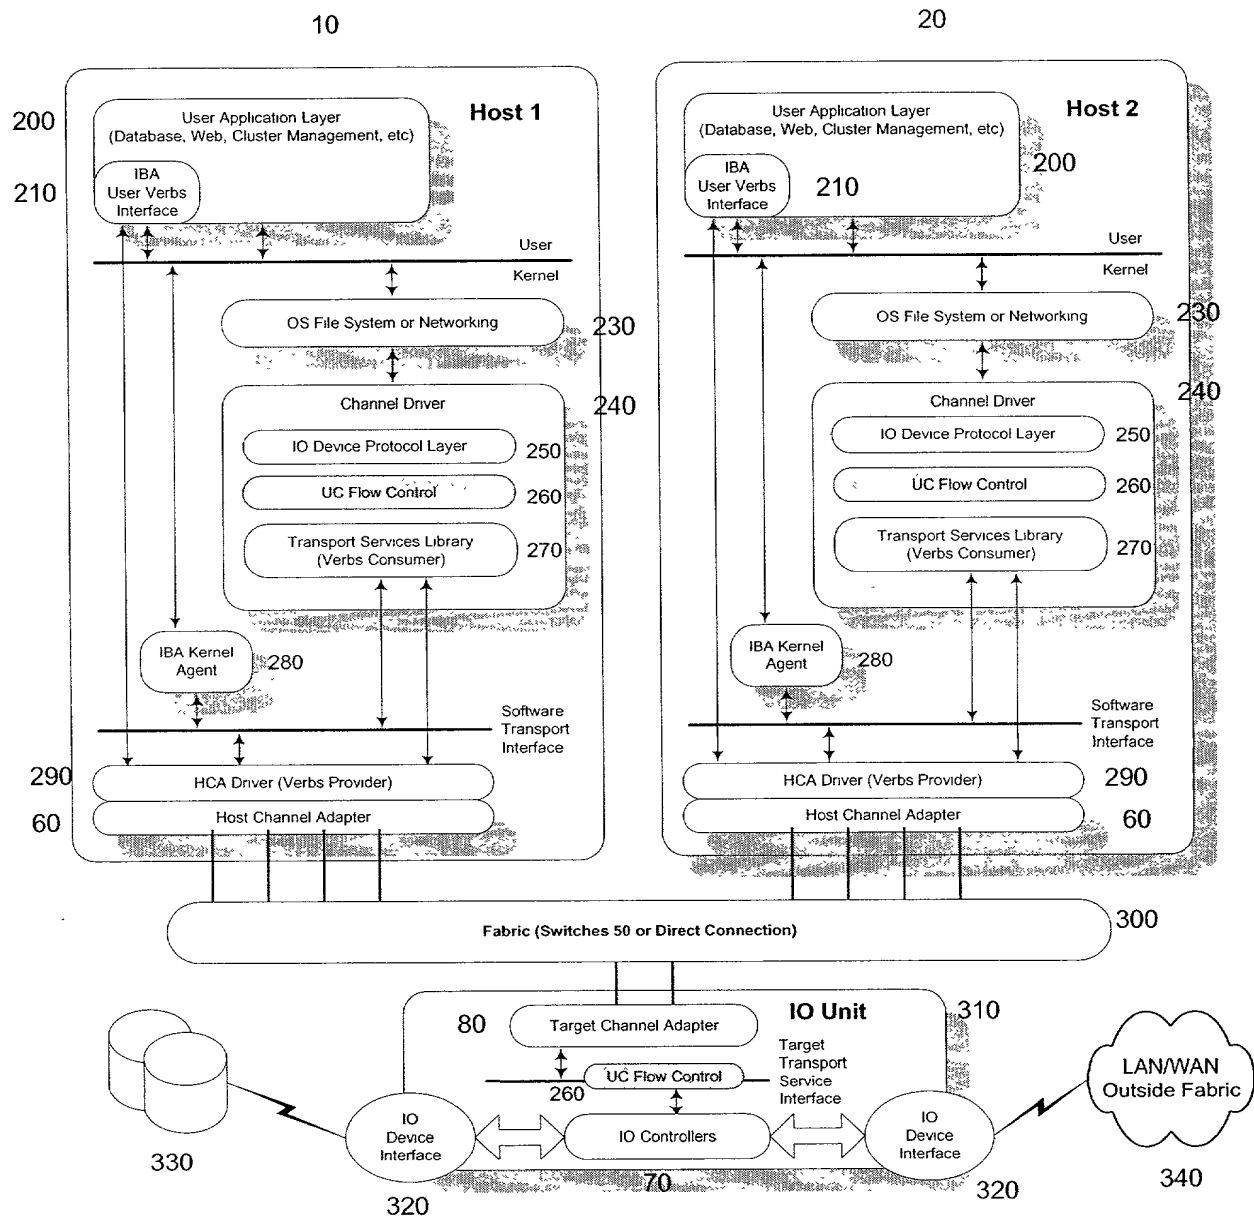 10
20
Host 1
User Application Layer
(Database, Web, Cluster Management, etc)
200
IBA
User Verbs
Interface
210
User
Kernel
OS File System or Networking
230
Channel Driver
240
IO Device Protocol Layer
250
UC Flow Control
260
Transport Services Library
(Verbs Consumer)
270
IBA Kernel
Agent
280
Software
Transport
Interface
HCA Driver (Verbs Provider)
290
Host Channel Adapter
60
Host 2
User Application Layer
(Database, Web, Cluster Management, etc)
200
IBA
User Verbs
Interface
210
User
Kernel
OS File System or Networking
230
Channel Driver
240
IO Device Protocol Layer
250
UC Flow Control
260
Transport Services Library
(Verbs Consumer)
270
IBA Kernel
Agent
280
Software
Transport
Interface
HCA Driver (Verbs Provider)
290
Host Channel Adapter
60
Fabric (Switches 50 or Direct Connection)
300
IO Unit
310
80
Target Channel Adapter
Target
Transport
Service
Interface
UC Flow Control
260
IO Controllers
70
IO
Device
Interface
320
IO
Device
Interface
320
330
LAN/WAN
Outside Fabric
340